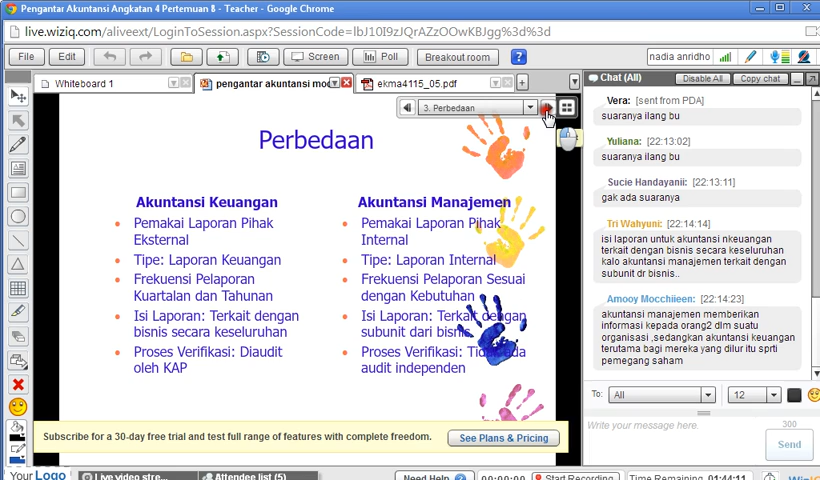 Pengantar Akuntansi Angkatan 4 Pertemuan 8 - Teacher - Google Chrome
live.wiziq.com/aliveext/LoginToSession.aspx?SessionCode=IbJ10I9zJQrAZzOOwKBJgg%3d%3d
File Edit Screen Poll Breakout room ? nadia anridho
Whiteboard 1 pengantar akuntansi mo ekma4115_05.pdf
3. Perbedaan
Perbedaan
Akuntansi Keuangan
Pemakai Laporan Pihak
Eksternal
Tipe: Laporan Keuangan
Frekuensi Pelaporan
Kuartalan dan Tahunan
Isi Laporan: Terkait dengan
bisnis secara keseluruhan
Proses Verifikasi: Diaudit
oleh KAP
Akuntansi Manajemen
Pemakai Laporan Pihak
Internal
Tipe: Laporan Internal
Frekuensi Pelaporan Sesuai
dengan Kebutuhan
Isi Laporan: Terkait dengan
subunit dari bisnis
Proses Verifikasi: Tidak ada
audit independen
Subscribe for a 30-day free trial and test full range of features with complete freedom. See Plans & Pricing
Chat (All) Disable All Copy chat
Vera: [sent from PDA]
suaranya ilang bu
Yuliana: [22:13:02]
suaranya ilang bu
Sucie Handayanii: [22:13:11]
gak ada suaranya
Tri Wahyuni: [22:14:14]
isi laporan untuk akuntansi nkeuangan
terkait dengan bisnis secara keseluruhan
kalo akuntansi manajemen terkait dengan
subunit dr bisnis..
Amooy Mocchiieen: [22:14:23]
akuntansi manajemen memberikan
informasi kepada orang2 dlm suatu
organisasi ,sedangkan akuntansi keuangan
terutama bagi mereka yang dilur itu sprti
pemegang saham
To: All 12
Write your message here. 300
Send
Your Logo Live video stre... Attendee list (5) Need Help ? 00:00:00 Start Recording Time Remaining 01:44:11